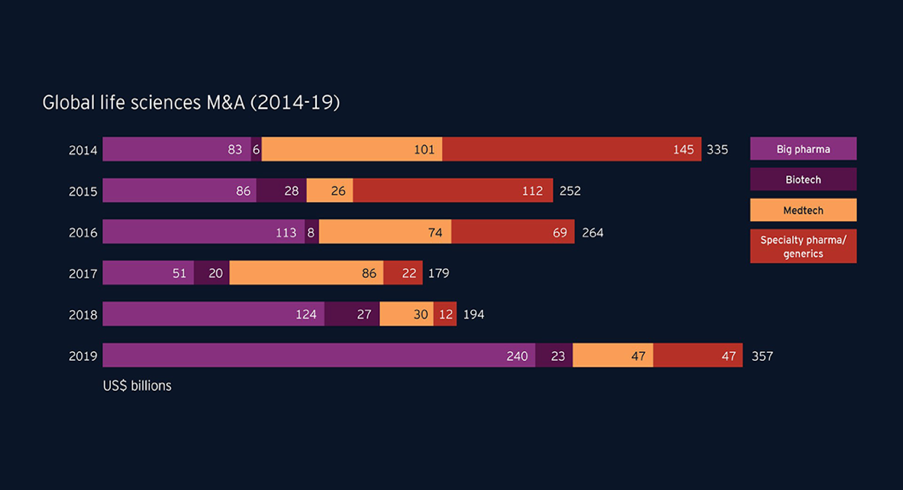 Global life sciences M&A (2014-19)
2014 83 6 101 145 335
2015 86 28 26 112 252
2016 113 8 74 69 264
2017 51 20 86 22 179
2018 124 27 30 12 194
2019 240 23 47 47 357
US$ billions
Big pharma
Biotech
Medtech
Specialty pharma/
generics